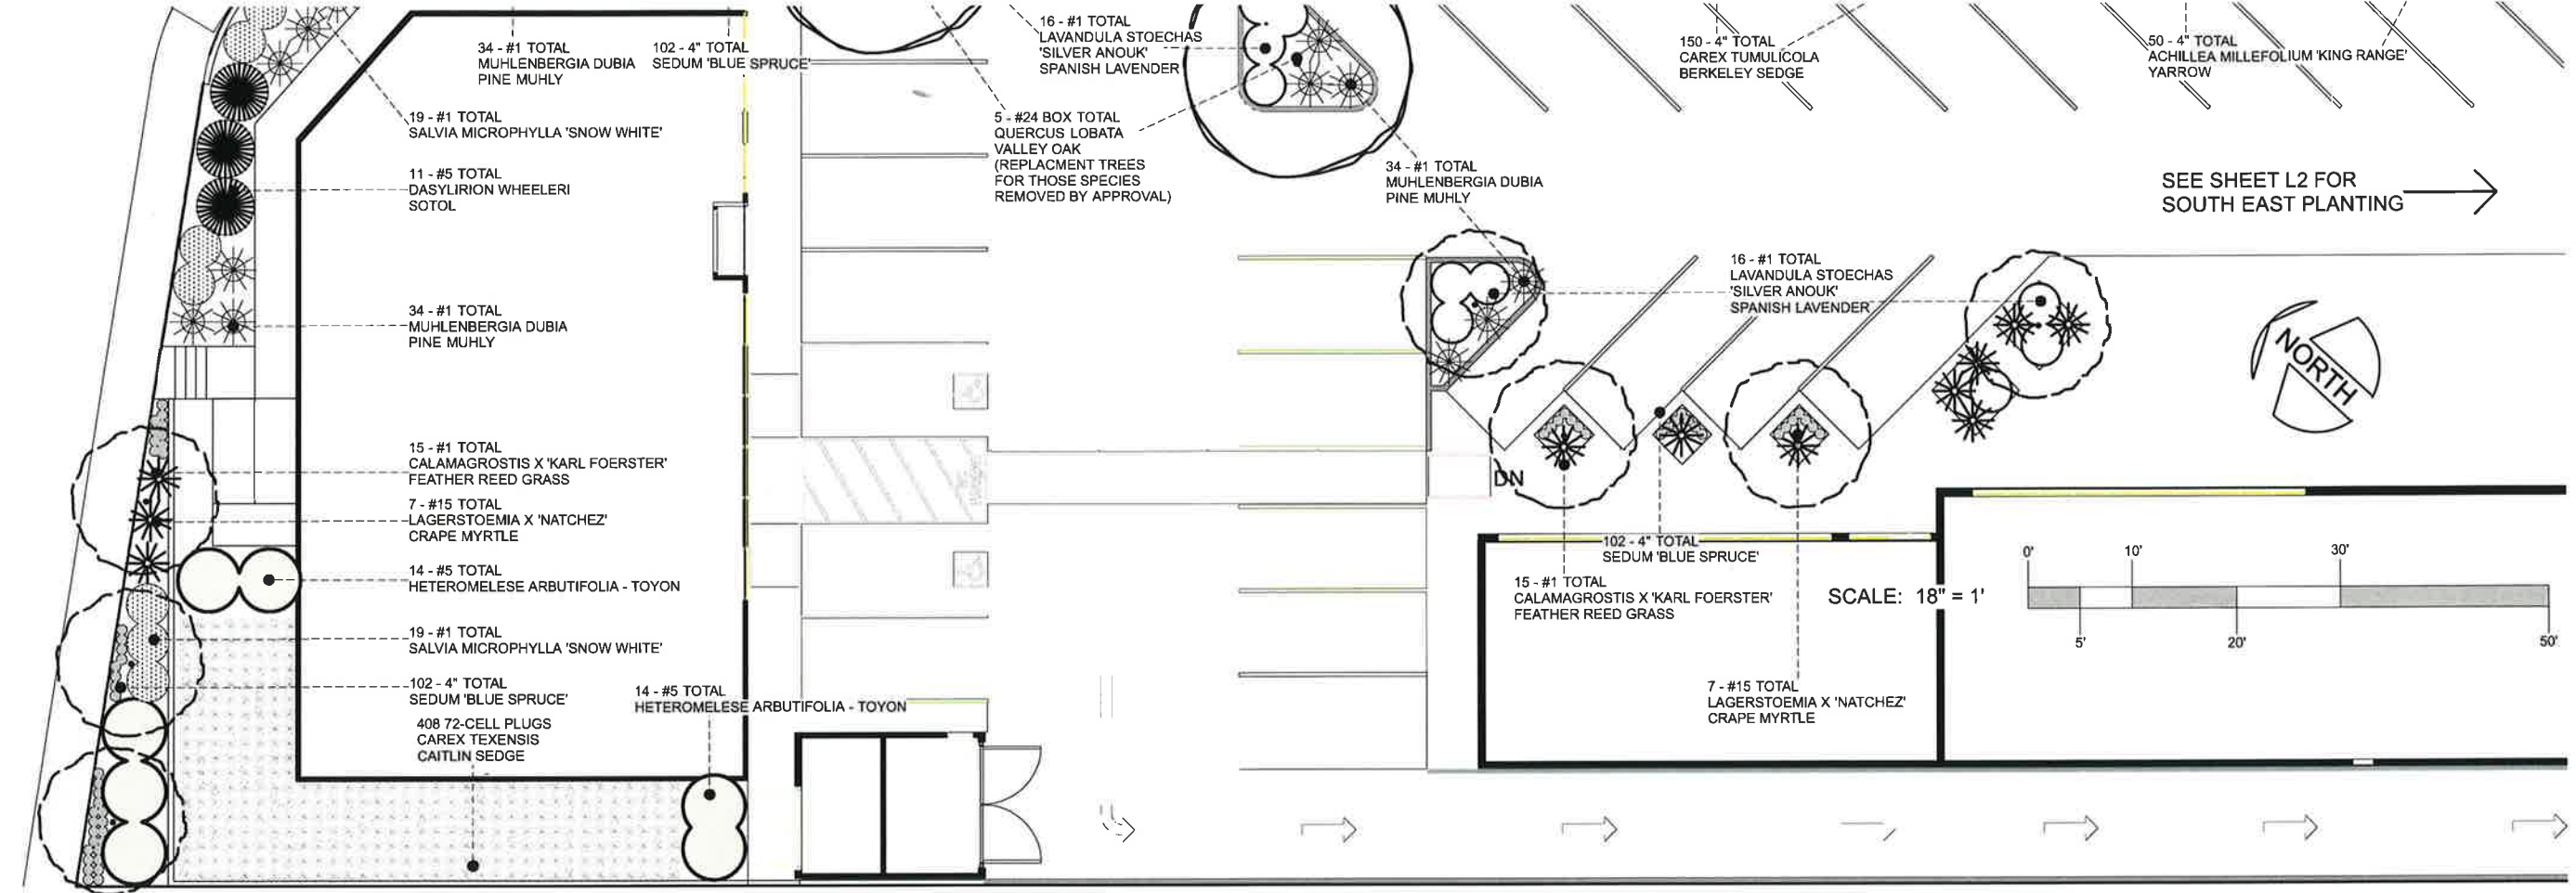 34 - #1 TOTAL
MUHLENBERGIA DUBIA
PINE MUHLY
102 - 4" TOTAL
SEDUM 'BLUE SPRUCE'
16 - #1 TOTAL
LAVANDULA STOECHAS
'SILVER ANOUK'
SPANISH LAVENDER
150 - 4" TOTAL
CAREX TUMULICOLA
BERKELEY SEDGE
50 - 4" TOTAL
ACHILLEA MILLEFOLIUM 'KING RANGE'
YARROW
19 - #1 TOTAL
SALVIA MICROPHYLLA 'SNOW WHITE'
5 - #24 BOX TOTAL
QUERCUS LOBATA
VALLEY OAK
(REPLACMENT TREES
FOR THOSE SPECIES
REMOVED BY APPROVAL)
11 - #5 TOTAL
DASYLIRION WHEELERI
SOTOL
34 - #1 TOTAL
MUHLENBERGIA DUBIA
PINE MUHLY
SEE SHEET L2 FOR
SOUTH EAST PLANTING
16 - #1 TOTAL
LAVANDULA STOECHAS
'SILVER ANOUK'
SPANISH LAVENDER
34 - #1 TOTAL
MUHLENBERGIA DUBIA
PINE MUHLY
NORTH
15 - #1 TOTAL
CALAMAGROSTIS X 'KARL FOERSTER'
FEATHER REED GRASS
DN
7 - #15 TOTAL
LAGERSTOEMIA X 'NATCHEZ'
CRAPE MYRTLE
102 - 4" TOTAL
SEDUM 'BLUE SPRUCE'
14 - #5 TOTAL
HETEROMELESE ARBUTIFOLIA - TOYON
15 - #1 TOTAL
CALAMAGROSTIS X 'KARL FOERSTER'
FEATHER REED GRASS
SCALE: 18" = 1'
0' 10' 30'
5' 20' 50'
19 - #1 TOTAL
SALVIA MICROPHYLLA 'SNOW WHITE'
102 - 4" TOTAL
SEDUM 'BLUE SPRUCE'
14 - #5 TOTAL
HETEROMELESE ARBUTIFOLIA - TOYON
7 - #15 TOTAL
LAGERSTOEMIA X 'NATCHEZ'
CRAPE MYRTLE
408 72-CELL PLUGS
CAREX TEXENSIS
CAITLIN SEDGE